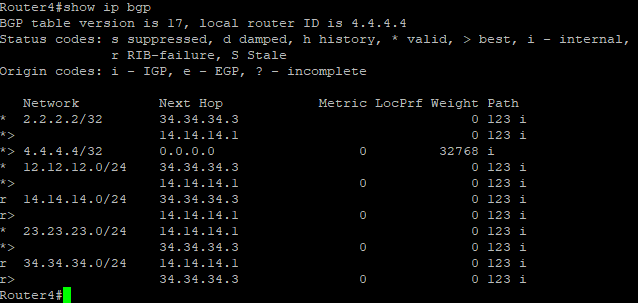 Router4#show ip bgp
BGP table version is 17, local router ID is 4.4.4.4
Status codes: s suppressed, d damped, h history, * valid, > best, i - internal,
              r RIB-failure, S Stale
Origin codes: i - IGP, e - EGP, ? - incomplete

   Network          Next Hop            Metric LocPrf Weight Path
*  2.2.2.2/32       34.34.34.3                             0 123 i
*>                  14.14.14.1                             0 123 i
*> 4.4.4.4/32       0.0.0.0                  0         32768 i
*  12.12.12.0/24    34.34.34.3                             0 123 i
*>                  14.14.14.1               0             0 123 i
r  14.14.14.0/24    34.34.34.3                             0 123 i
r>                  14.14.14.1               0             0 123 i
*  23.23.23.0/24    14.14.14.1                             0 123 i
*>                  34.34.34.3               0             0 123 i
r  34.34.34.0/24    14.14.14.1                             0 123 i
r>                  34.34.34.3               0             0 123 i
Router4#